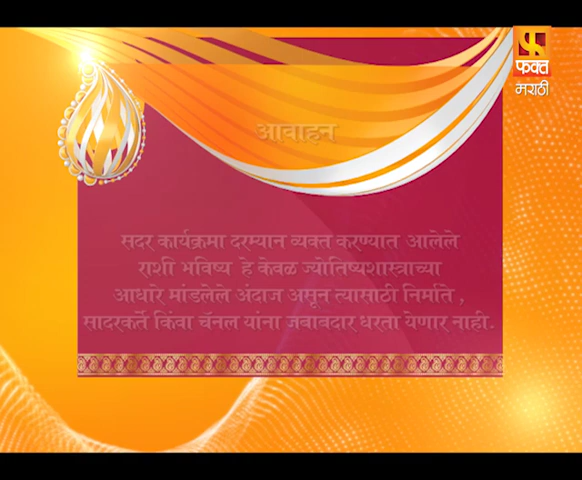 फक्त
मराठी
आवाहन
सदर कार्यक्रमा दरम्यान व्यक्त करण्यात आलेले
राशी भविष्य हे केवळ ज्योतिष्यशास्त्राच्या
आधारे मांडलेले अंदाज असून त्यासाठी निर्माते ,
सादरकर्ते किंवा चॅनल यांना जबाबदार धरता येणार नाही.